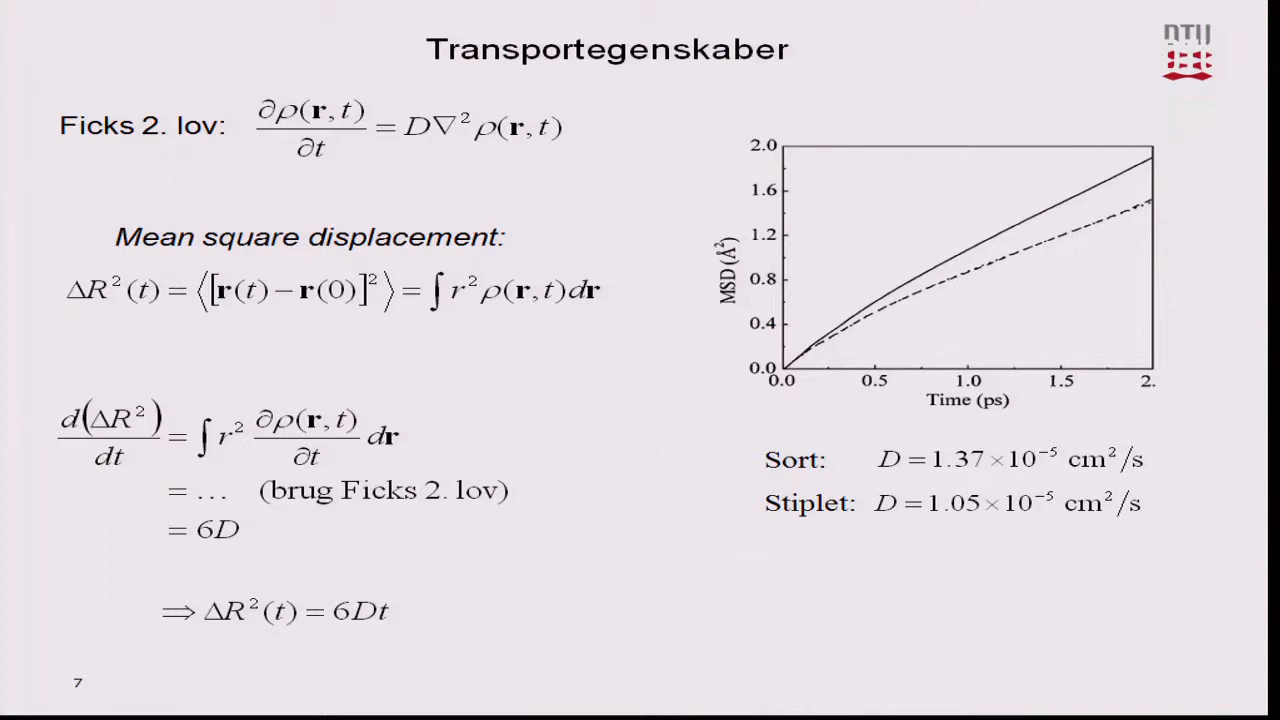 Transportegenskaber
DTU
Ficks 2. lov: ∂ρ(r, t)/∂t = D∇² ρ(r, t)
Mean square displacement:
ΔR²(t) = ⟨[r(t) − r(0)]²⟩ = ∫ r² ρ(r, t)dr
d(ΔR²)/dt = ∫ r² ∂ρ(r, t)/∂t dr
= … (brug Ficks 2. lov)
= 6D
⟹ ΔR²(t) = 6Dt
2.0
1.6
1.2
0.8
0.4
0.0
MSD (Å²)
0.0 0.5 1.0 1.5 2.
Time (ps)
Sort: D = 1.37×10⁻⁵ cm²/s
Stiplet: D = 1.05×10⁻⁵ cm²/s
7